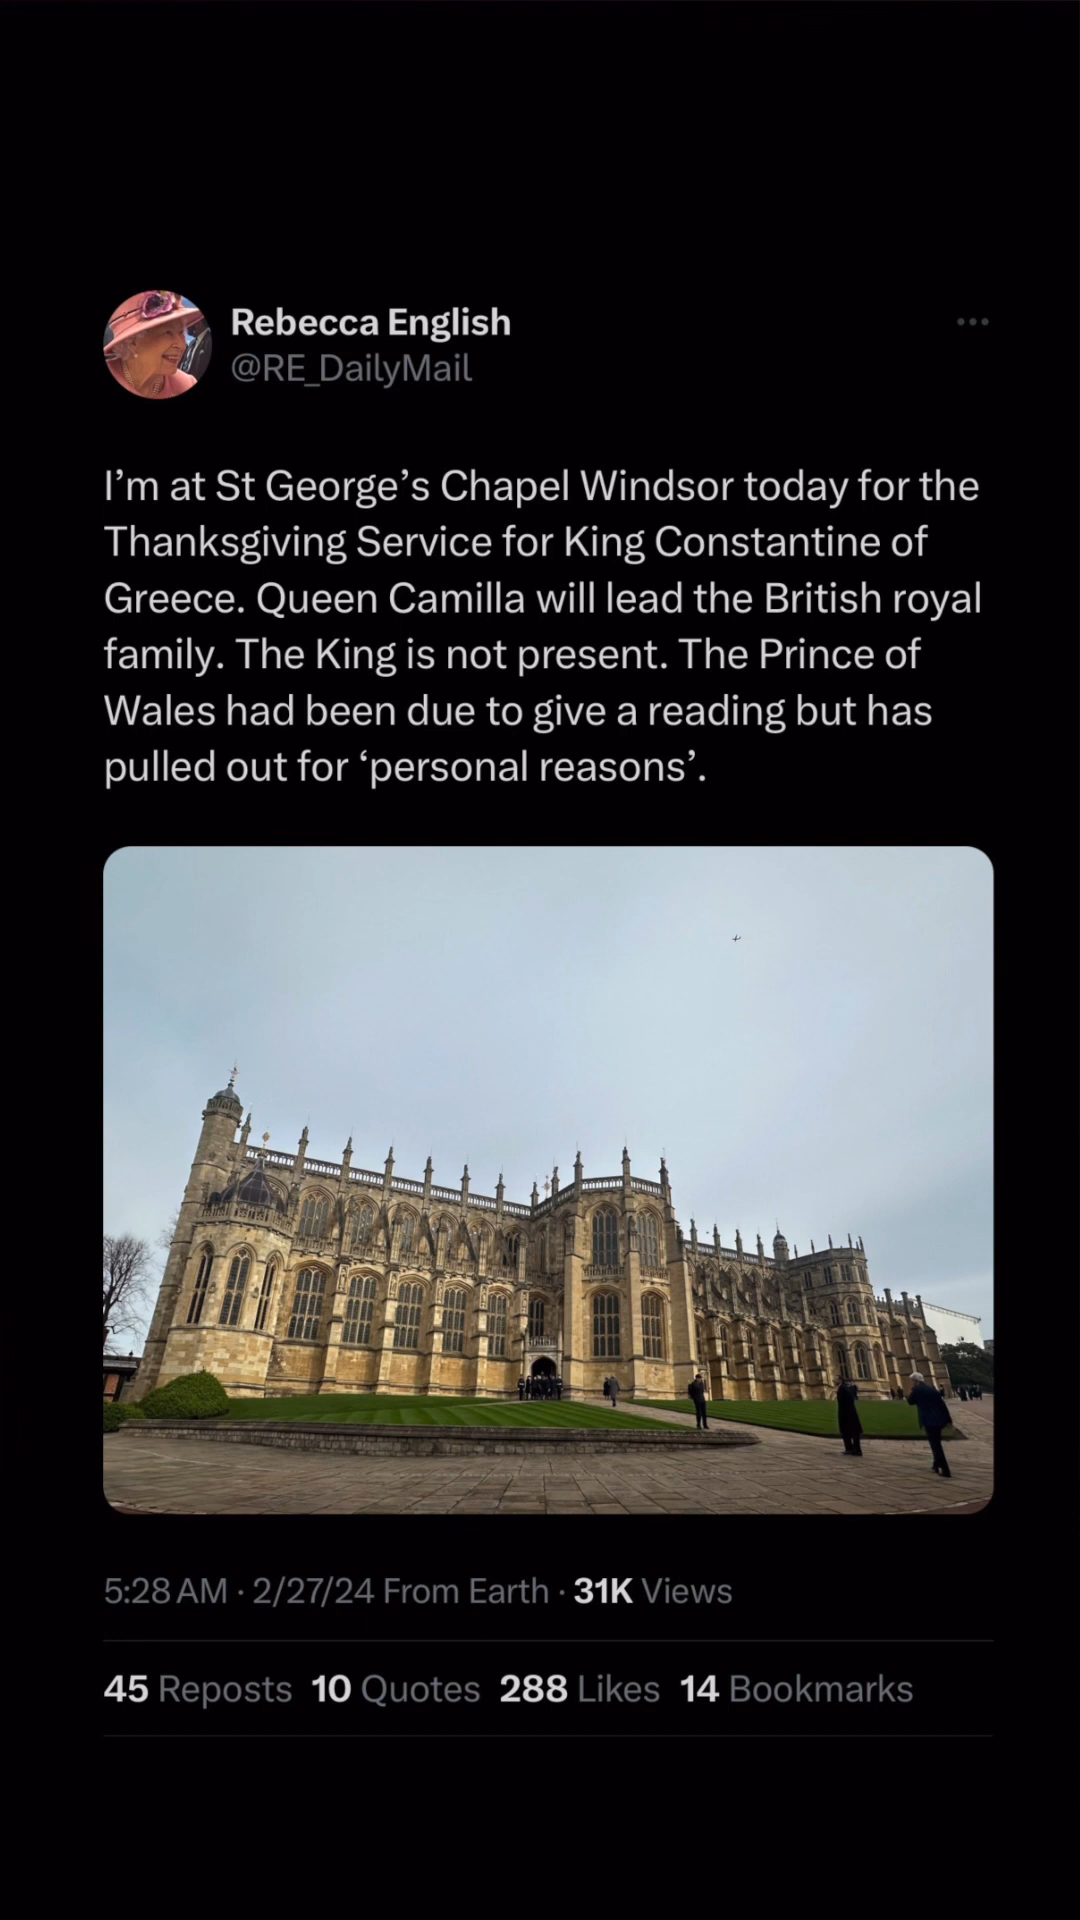 Rebecca English
@RE_DailyMail
I’m at St George’s Chapel Windsor today for the
Thanksgiving Service for King Constantine of
Greece. Queen Camilla will lead the British royal
family. The King is not present. The Prince of
Wales had been due to give a reading but has
pulled out for ‘personal reasons’.
5:28 AM · 2/27/24 From Earth · 31K Views
45 Reposts 10 Quotes 288 Likes 14 Bookmarks